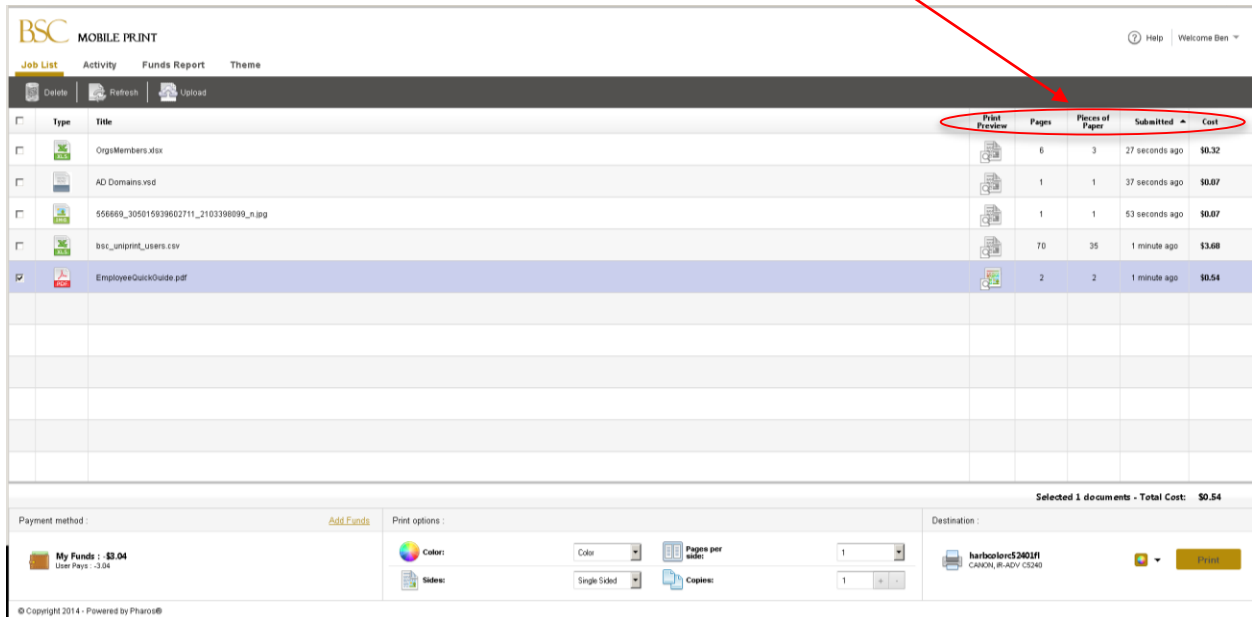 BSC MOBILE PRINT
Help Welcome Ben
Job List Activity Funds Report Theme
Delete Refresh Upload
Type Title Print Preview Pages Pieces of Paper Submitted Cost
XLS OrgsMembers.xlsx 6 3 27 seconds ago $0.32
AD Domains.vsd 1 1 37 seconds ago $0.07
556669_305015939602711_2103398099_n.jpg 1 1 53 seconds ago $0.07
XLS bsc_uniprint_users.csv 70 35 1 minute ago $3.68
PDF EmployeeQuickGuide.pdf 2 2 1 minute ago $0.54
Selected 1 documents - Total Cost: $0.54
Payment method : Add Funds Print options : Destination :
My Funds : -$3.04
User Pays : -3.04
Color: Color Pages per side: 1
harbcolorc52401fl
CANON, iR-ADV C5240
Print
Sides: Single Sided Copies: 1 + -
© Copyright 2014 - Powered by Pharos®